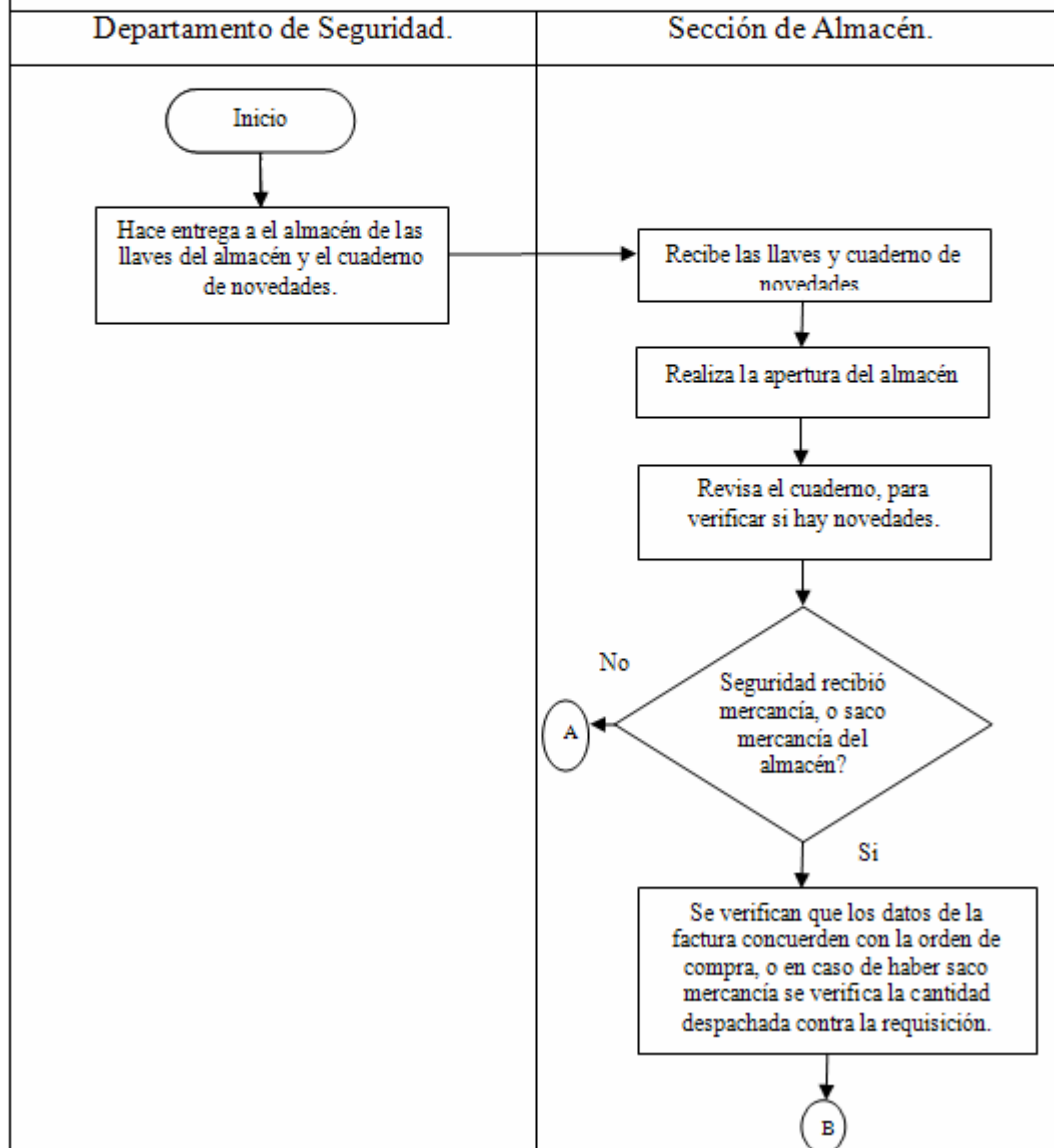 Departamento de Seguridad.
Sección de Almacén.
Inicio
Hace entrega a el almacén de las
llaves del almacén y el cuaderno
de novedades.
Recibe las llaves y cuaderno de
novedades
Realiza la apertura del almacén
Revisa el cuaderno, para
verificar si hay novedades.
No
Seguridad recibió
mercancía, o saco
mercancía del
almacén?
A
Si
Se verifican que los datos de la
factura concuerden con la orden de
compra, o en caso de haber saco
mercancía se verifica la cantidad
despachada contra la requisición.
B